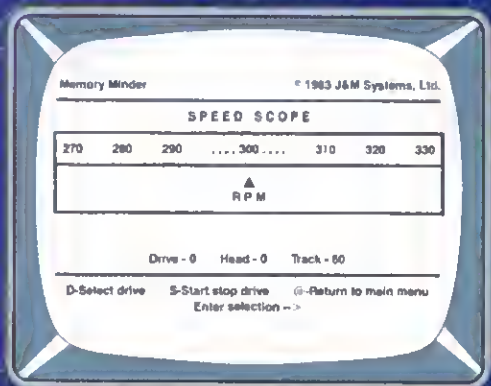 Memory Minder © 1983 J&M Systems, Ltd.
SPEED SCOPE
270 280 290 ....300.... 310 320 330
▲
RPM
Drive - 0 Head - 0 Track - 60
D-Select drive S-Start stop drive @-Return to main menu
Enter selection -->